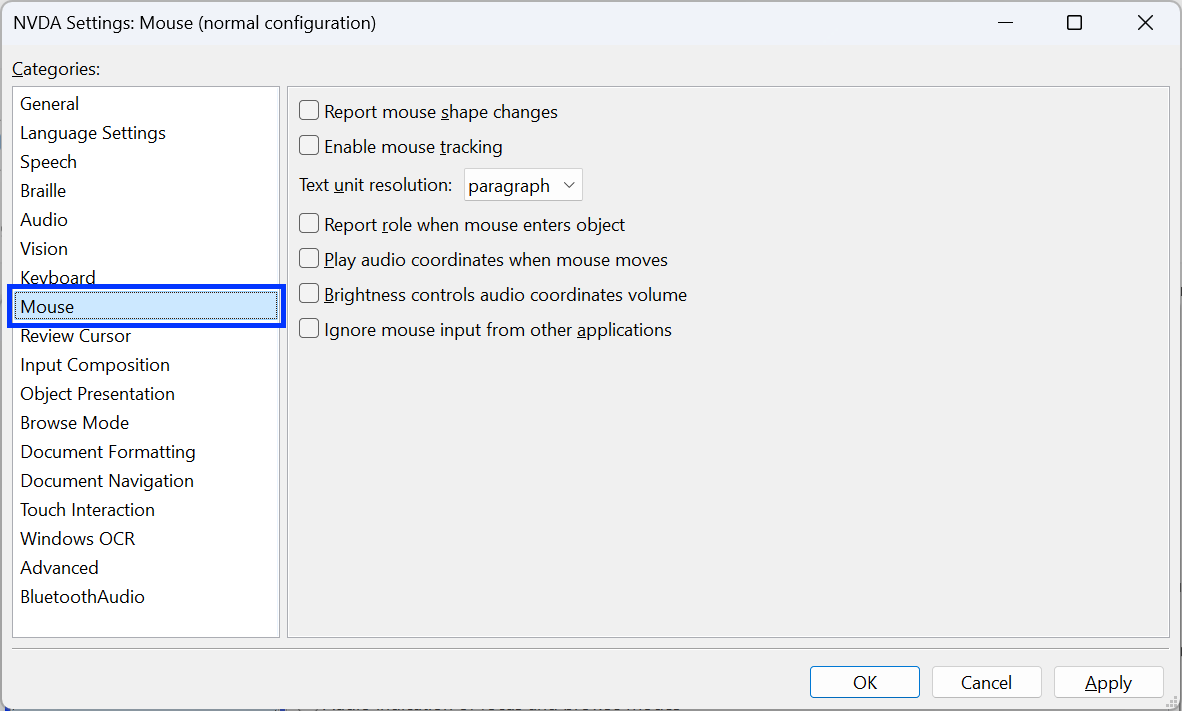 NVDA Settings: Mouse (normal configuration)
Categories:
General
Language Settings
Speech
Braille
Audio
Vision
Keyboard
Mouse
Review Cursor
Input Composition
Object Presentation
Browse Mode
Document Formatting
Document Navigation
Touch Interaction
Windows OCR
Advanced
BluetoothAudio
Report mouse shape changes
Enable mouse tracking
Text unit resolution: paragraph
Report role when mouse enters object
Play audio coordinates when mouse moves
Brightness controls audio coordinates volume
Ignore mouse input from other applications
OK Cancel Apply